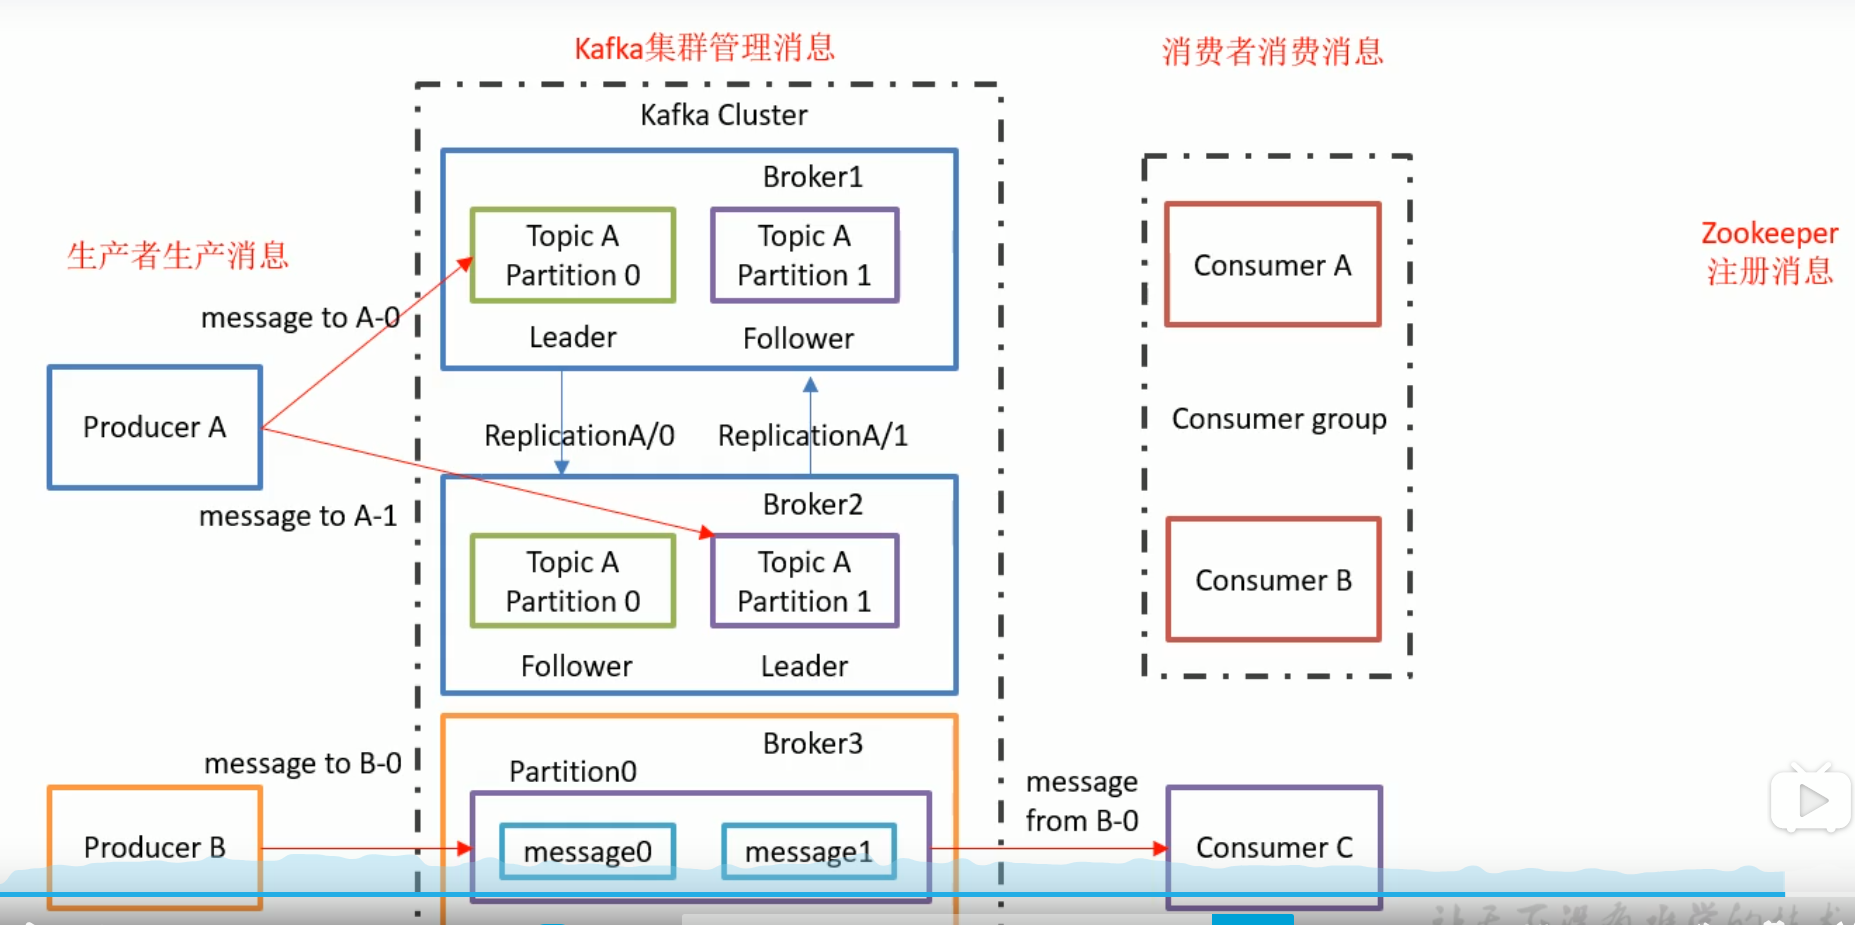 Kafka集群管理消息
消费者消费消息
Kafka Cluster
Broker1
Topic A
Partition 0
Topic A
Partition 1
Leader
Follower
生产者生产消息
message to A-0
Producer A
message to A-1
ReplicationA/0
ReplicationA/1
Broker2
Topic A
Partition 0
Topic A
Partition 1
Follower
Leader
Consumer A
Consumer group
Consumer B
Zookeeper
注册消息
message to B-0
Producer B
Broker3
Partition0
message0
message1
message
from B-0
Consumer C